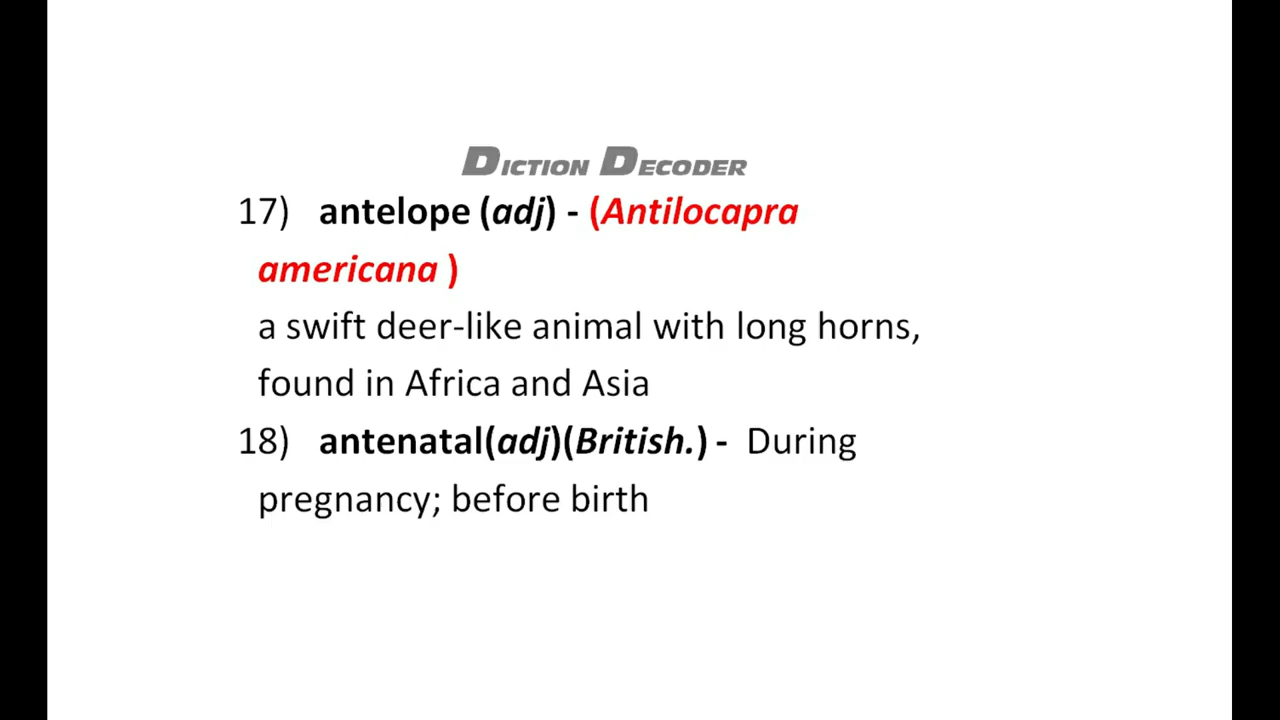 DICTION DECODER
17) antelope (adj) - (Antilocapra
americana )
a swift deer-like animal with long horns,
found in Africa and Asia
18) antenatal(adj)(British.) - During
pregnancy; before birth